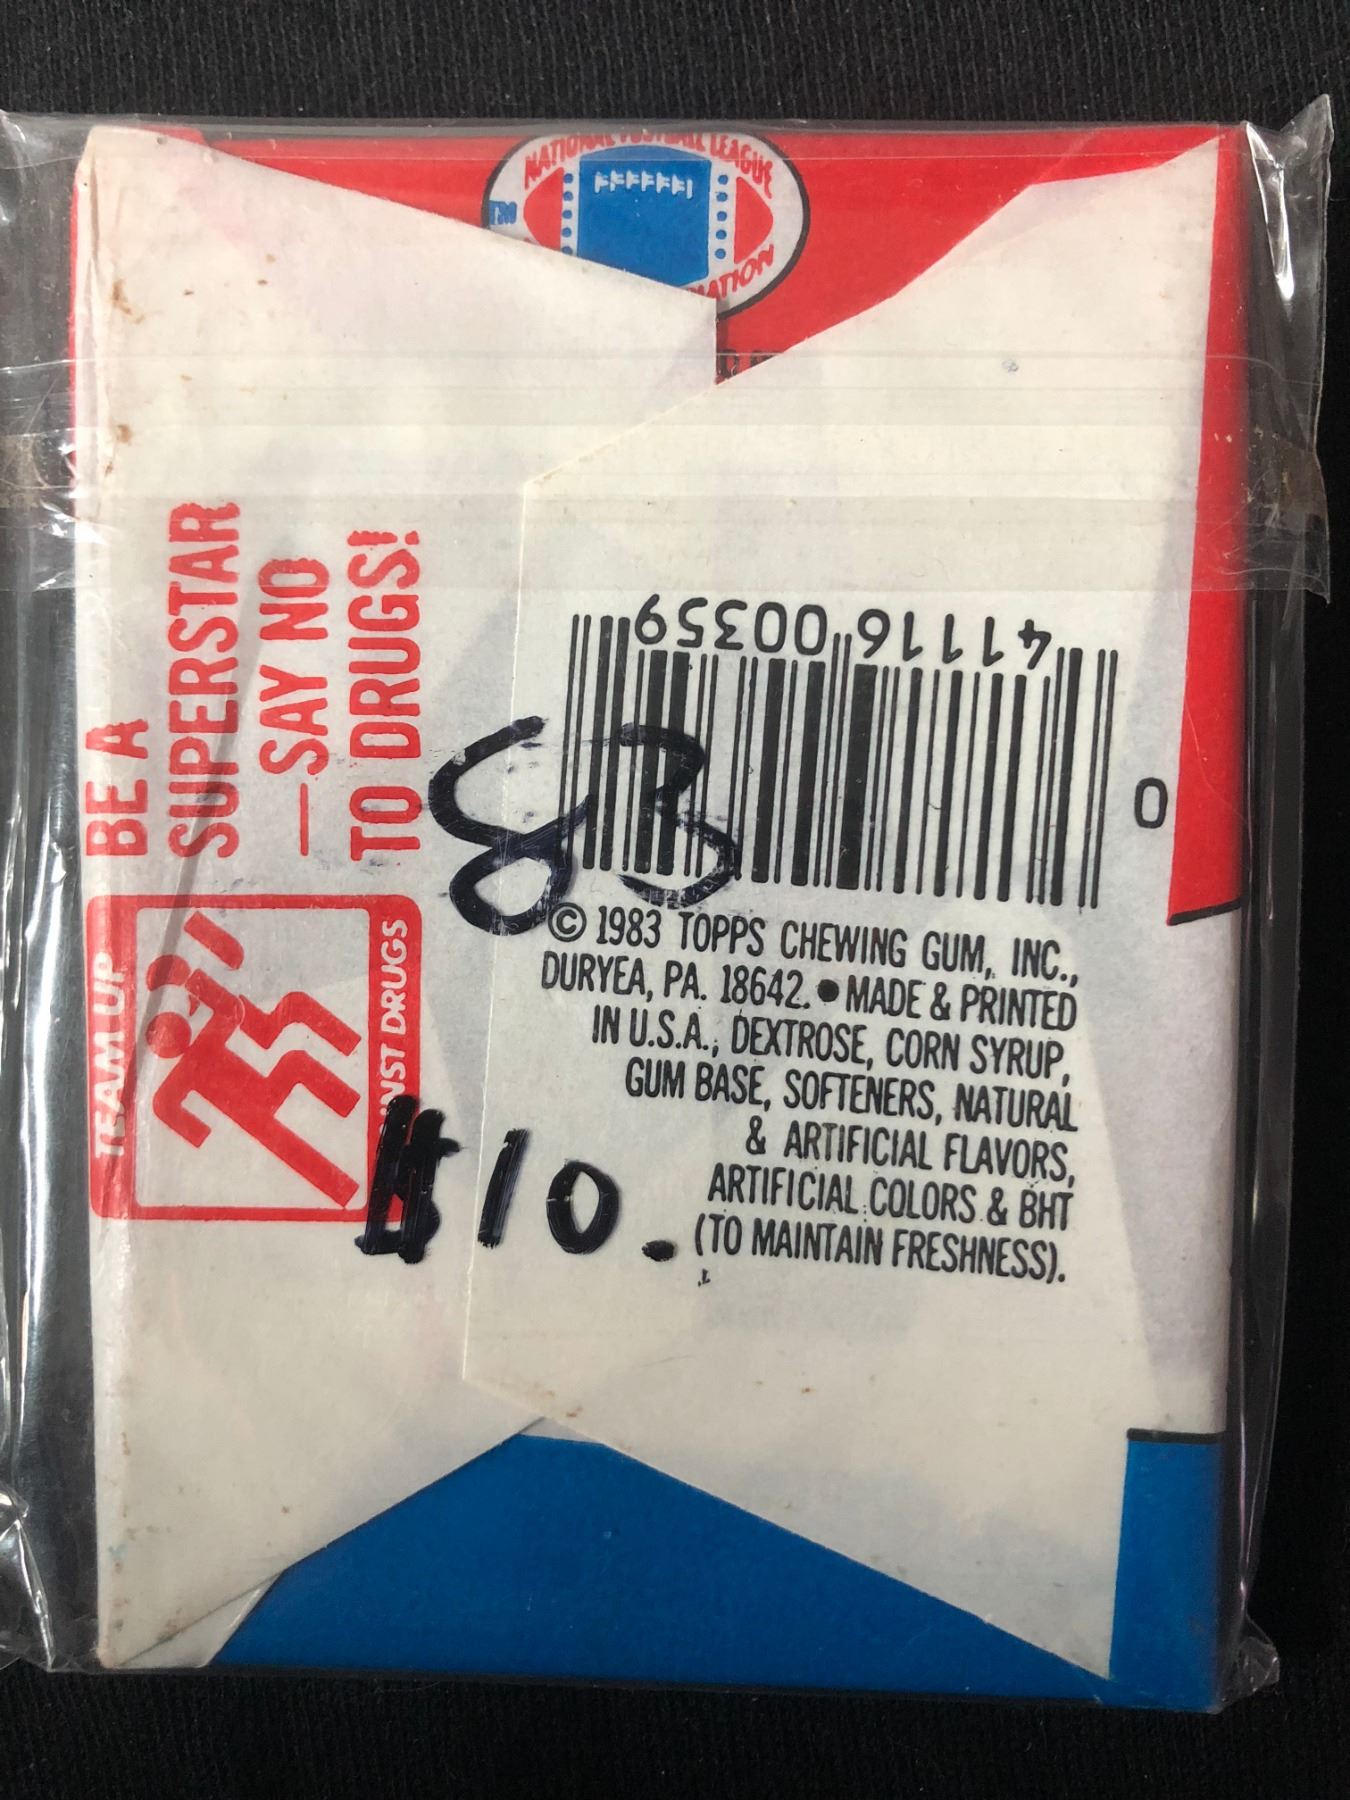 NATIONAL FOOTBALL LEAGUE
TM
BE A
SUPERSTAR
—SAY NO
TO DRUGS!
TEAM UP
DRUGS
41116 00359
0
83
© 1983 TOPPS CHEWING GUM, INC.,
DURYEA, PA. 18642. ● MADE & PRINTED
IN U.S.A., DEXTROSE, CORN SYRUP,
GUM BASE, SOFTENERS, NATURAL
& ARTIFICIAL FLAVORS,
ARTIFICIAL COLORS & BHT
(TO MAINTAIN FRESHNESS).
$10.